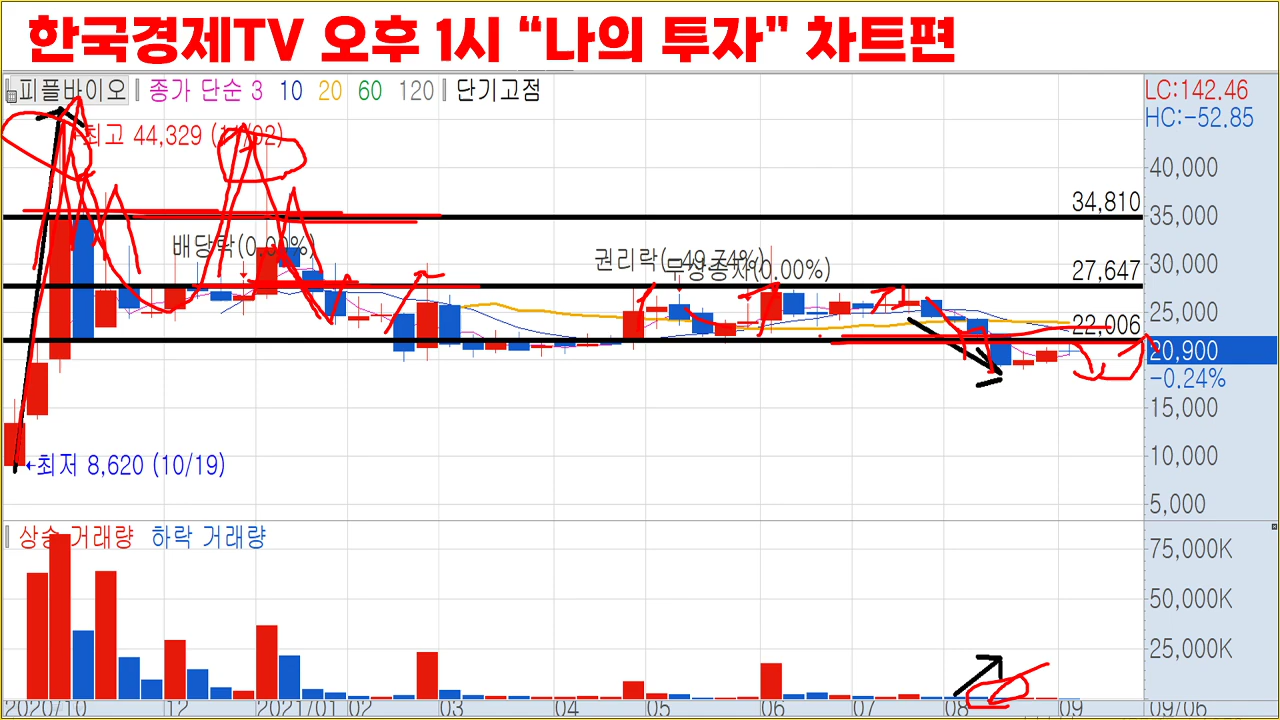 한국경제TV 오후 1시 “나의 투자” 차트편
피플바이오 종가 단순 3 10 20 60 120 단기고점
LC:142.46
HC:-52.85
최고 44,329 (11/02)
40,000
34,810
35,000
배당락(0.00%)
권리락(-49.74%)
무상증자(0.00%)
30,000
27,647
25,000
22,006
20,900
-0.24%
15,000
←최저 8,620 (10/19)
10,000
5,000
상승 거래량 하락 거래량
75,000K
50,000K
25,000K
2020/10 12 2021/01 02 03 04 05 06 07 08 09 09/06